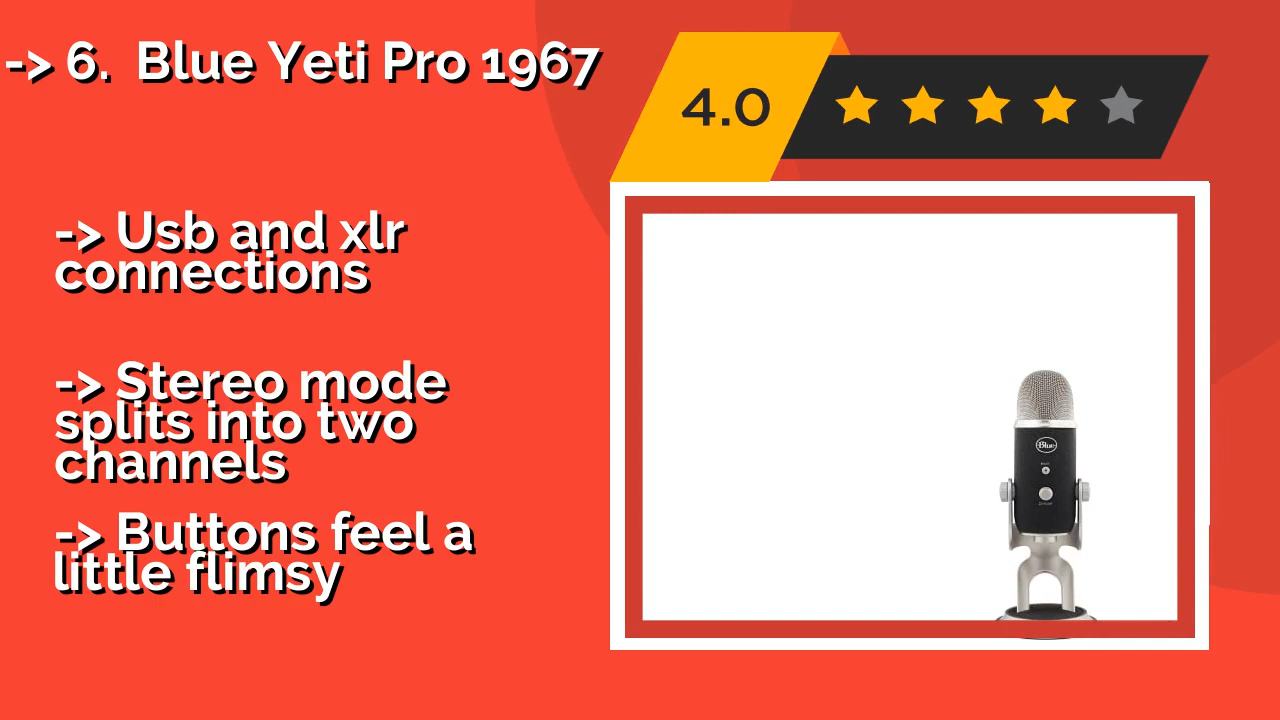 -> 6.  Blue Yeti Pro 1967
4.0
-> Usb and xlr
connections
-> Stereo mode
splits into two
channels
-> Buttons feel a
little flimsy
Blue